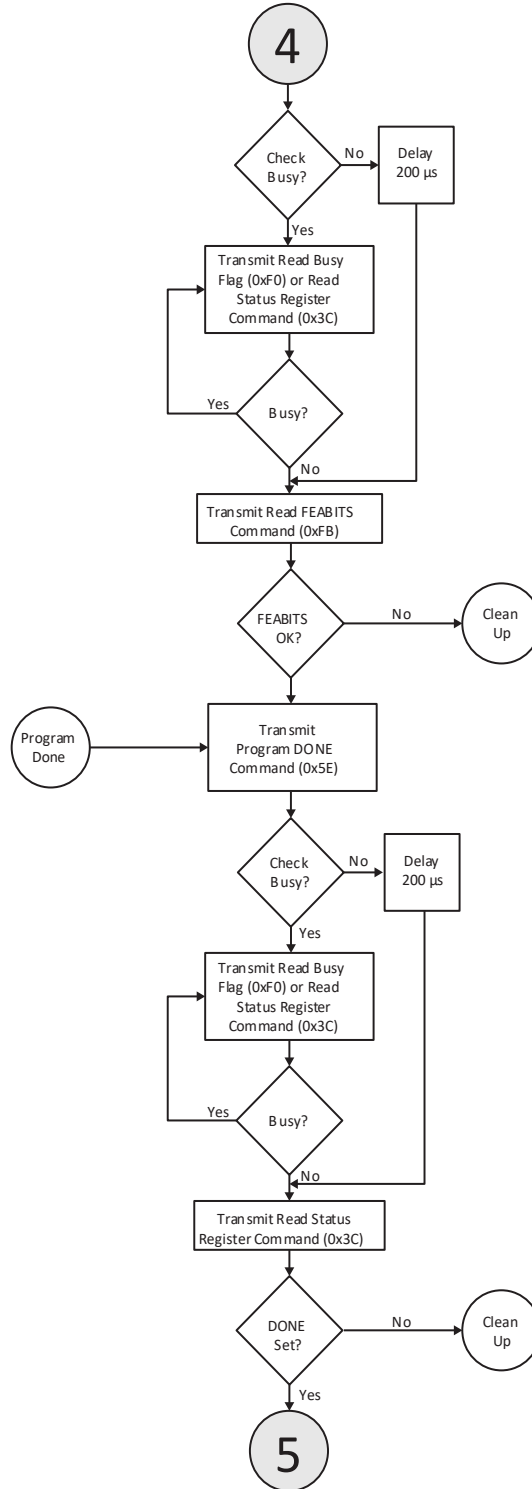 4
Check
Busy?
No
Delay
200 µs
Yes
Transmit Read Busy
Flag (0xF0) or Read
Status Register
Command (0x3C)
Yes
Busy?
No
Transmit Read FEABITS
Command (0xFB)
FEABITS
OK?
No
Clean
Up
Program
Done
Transmit
Program DONE
Command (0x5E)
Check
Busy?
No
Delay
200 µs
Yes
Transmit Read Busy
Flag (0xF0) or Read
Status Register
Command (0x3C)
Yes
Busy?
No
Transmit Read Status
Register Command (0x3C)
DONE
Set?
No
Clean
Up
Yes
5